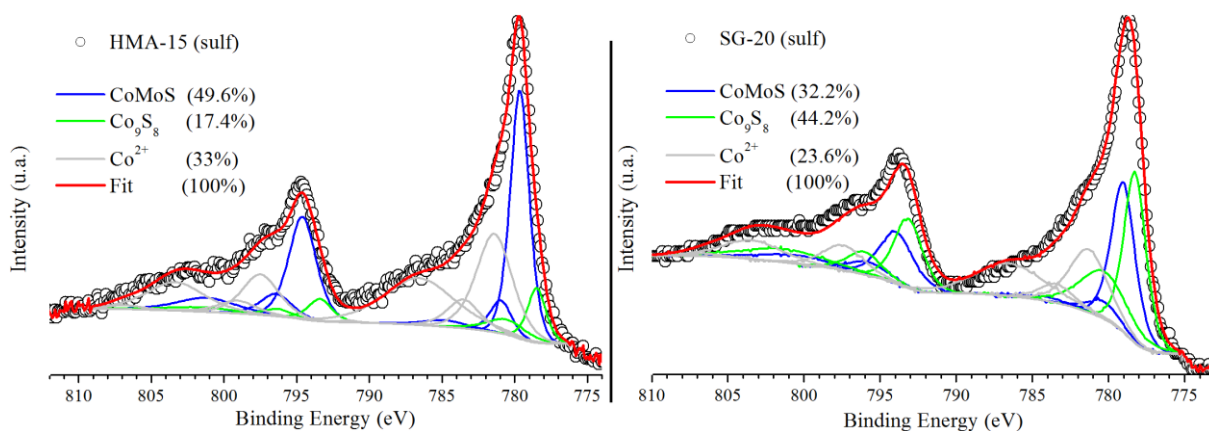 HMA-15 (sulf)
CoMoS (49.6%)
Co₉S₈ (17.4%)
Co²⁺ (33%)
Fit (100%)
Intensity (u.a.)
810 805 800 795 790 785 780 775
Binding Energy (eV)
SG-20 (sulf)
CoMoS (32.2%)
Co₉S₈ (44.2%)
Co²⁺ (23.6%)
Fit (100%)
Intensity (u.a.)
810 805 800 795 790 785 780 775
Binding Energy (eV)